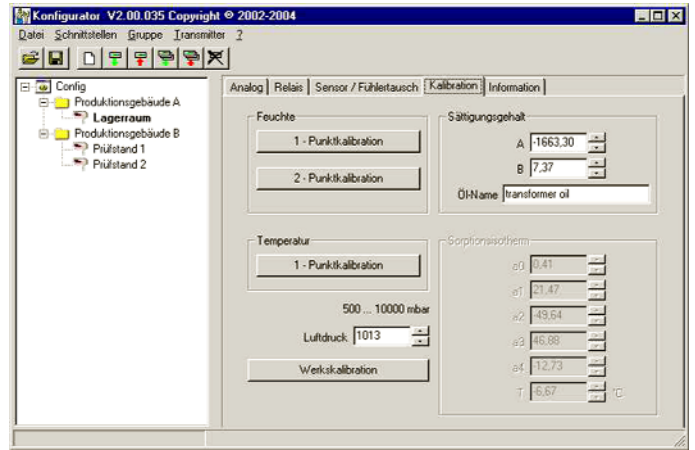 Konfigurator V2.00.035 Copyright © 2002-2004
Datei Schnittstellen Gruppe Transmitter ?
Config
Produktionsgebäude A
Lagerraum
Produktionsgebäude B
Prüfstand 1
Prüfstand 2
Analog Relais Sensor / Fühlertausch Kalibration Information
Feuchte
1 - Punktkalibration
2 - Punktkalibration
Sättigungsgehalt
A -1663,30
B 7,37
Öl-Name transformer oil
Temperatur
1 - Punktkalibration
500 ... 10000 mbar
Luftdruck 1013
Werkskalibration
Sorptionsisotherm
a0 0,41
a1 21,47
a2 -49,64
a3 46,88
a4 -12,73
T -6,67 °C